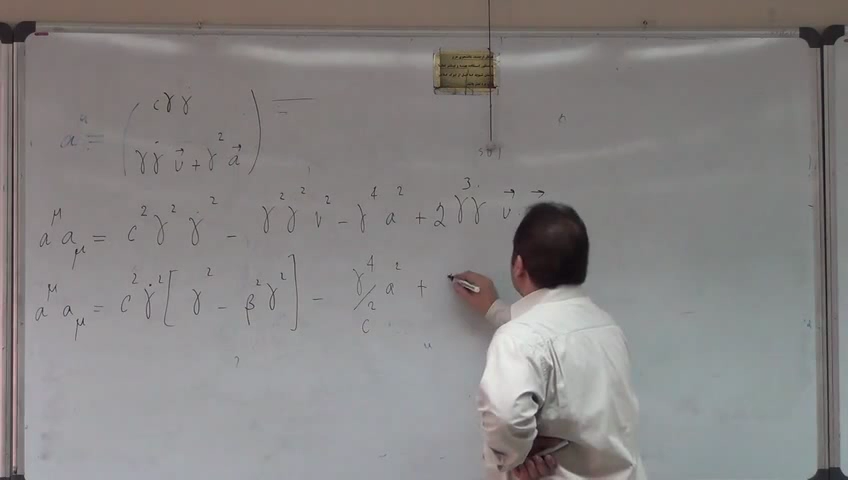 a^μ = ( cγγ̇
γγ̇ v⃗ + γ² a⃗ ) =
a^μ a_μ = c² γ² γ̇² − γ² γ̇² v² − γ⁴ a² + 2 γ³ γ̇ v⃗ ·
a^μ a_μ = c² γ̇² [ γ² − β² γ² ] − γ⁴/c² a² +